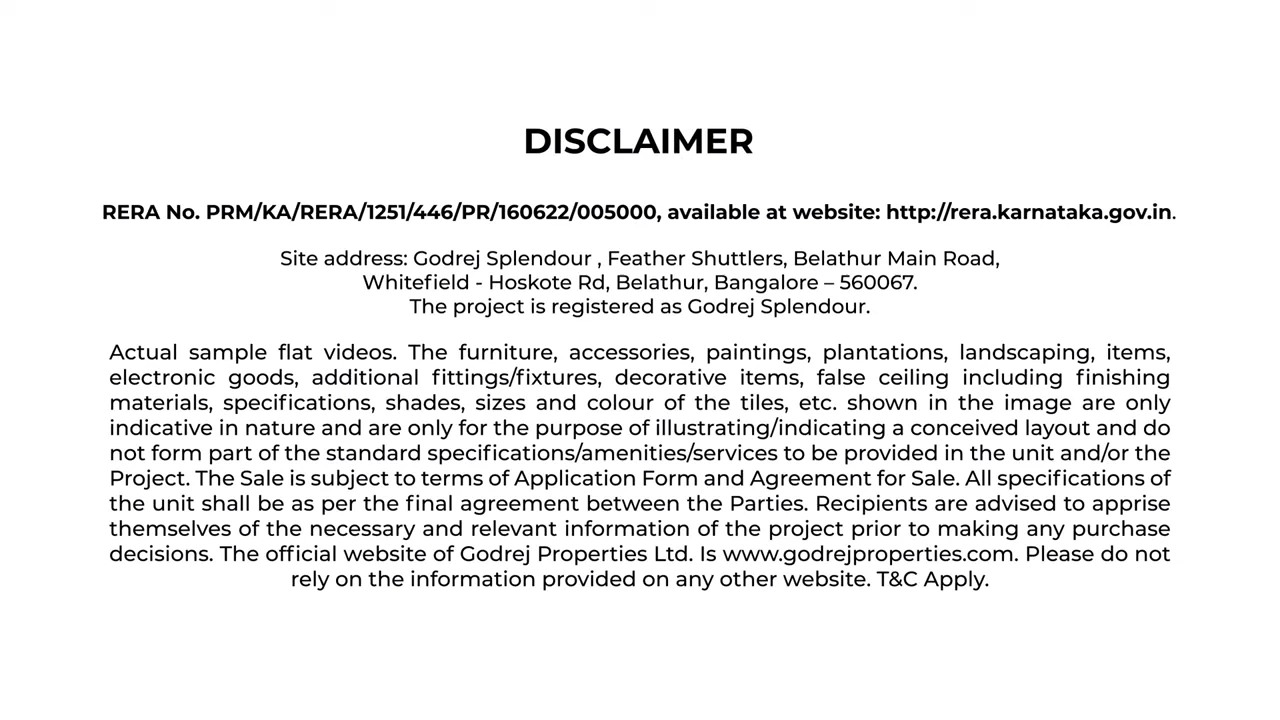 DISCLAIMER
RERA No. PRM/KA/RERA/1251/446/PR/160622/005000, available at website: http://rera.karnataka.gov.in.
Site address: Godrej Splendour , Feather Shuttlers, Belathur Main Road,
Whitefield - Hoskote Rd, Belathur, Bangalore – 560067.
The project is registered as Godrej Splendour.
Actual sample flat videos. The furniture, accessories, paintings, plantations, landscaping, items,
electronic goods, additional fittings/fixtures, decorative items, false ceiling including finishing
materials, specifications, shades, sizes and colour of the tiles, etc. shown in the image are only
indicative in nature and are only for the purpose of illustrating/indicating a conceived layout and do
not form part of the standard specifications/amenities/services to be provided in the unit and/or the
Project. The Sale is subject to terms of Application Form and Agreement for Sale. All specifications of
the unit shall be as per the final agreement between the Parties. Recipients are advised to apprise
themselves of the necessary and relevant information of the project prior to making any purchase
decisions. The official website of Godrej Properties Ltd. Is www.godrejproperties.com. Please do not
rely on the information provided on any other website. T&C Apply.